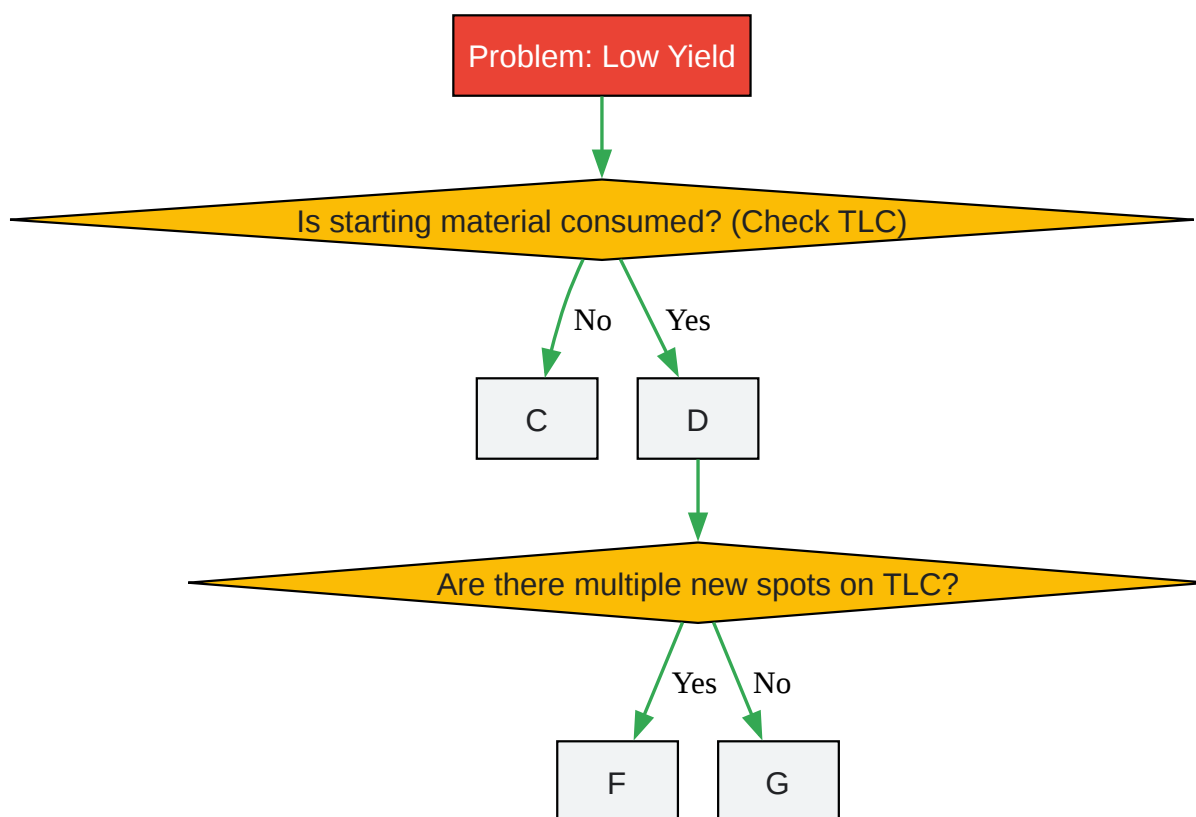 Problem: Low Yield
Is starting material consumed? (Check TLC)
No
Yes
C
D
Are there multiple new spots on TLC?
Yes
No
F
G